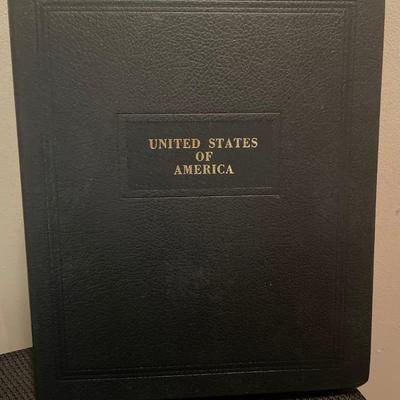 UNITED STATES
OF
AMERICA